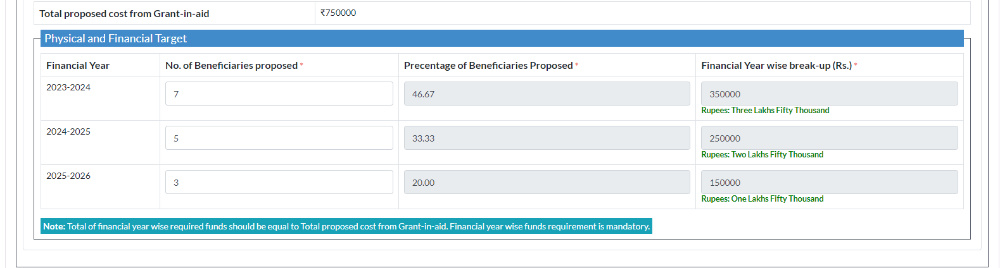 Total proposed cost from Grant-in-aid ₹750000
Physical and Financial Target
Financial Year No. of Beneficiaries proposed * Precentage of Beneficiaries Proposed * Financial Year wise break-up (Rs.) *
2023-2024 7 46.67 350000
Rupees: Three Lakhs Fifty Thousand
2024-2025 5 33.33 250000
Rupees: Two Lakhs Fifty Thousand
2025-2026 3 20.00 150000
Rupees: One Lakhs Fifty Thousand
Note: Total of financial year wise required funds should be equal to Total proposed cost from Grant-in-aid. Financial year wise funds requirement is mandatory.